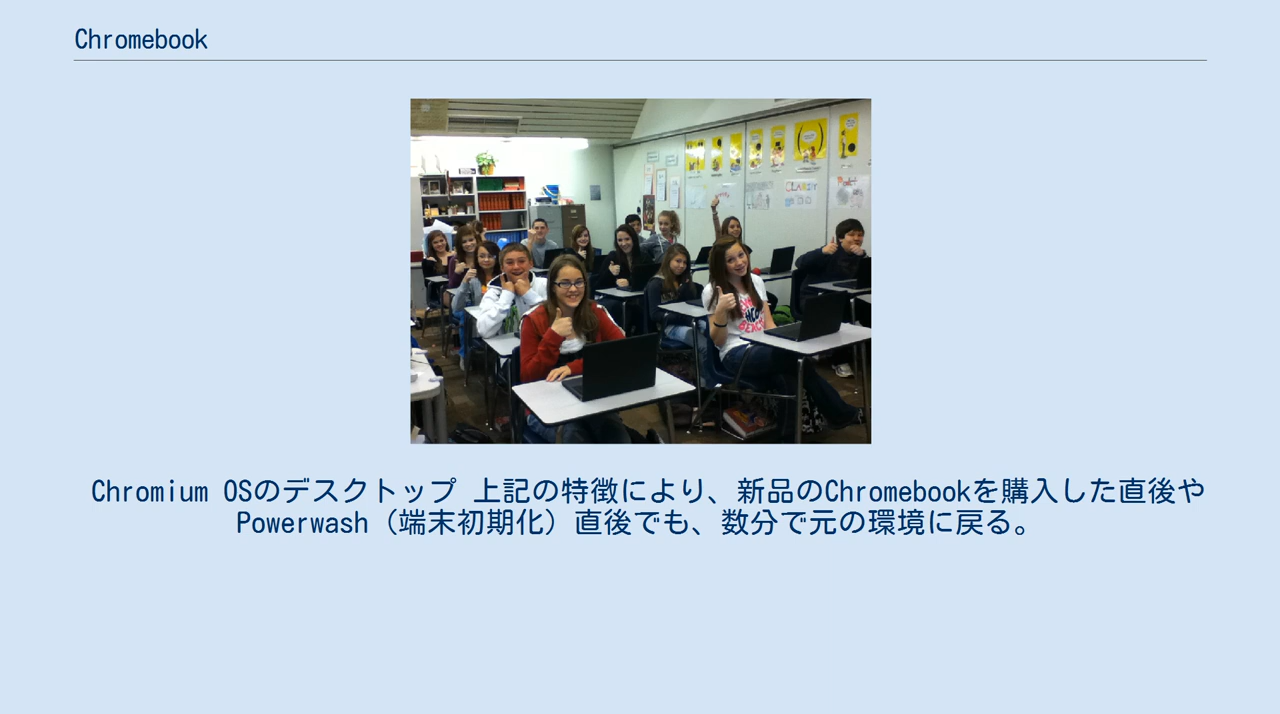 Chromebook
CLASSY
Chromium OSのデスクトップ 上記の特徴により、新品のChromebookを購入した直後や
Powerwash（端末初期化）直後でも、数分で元の環境に戻る。